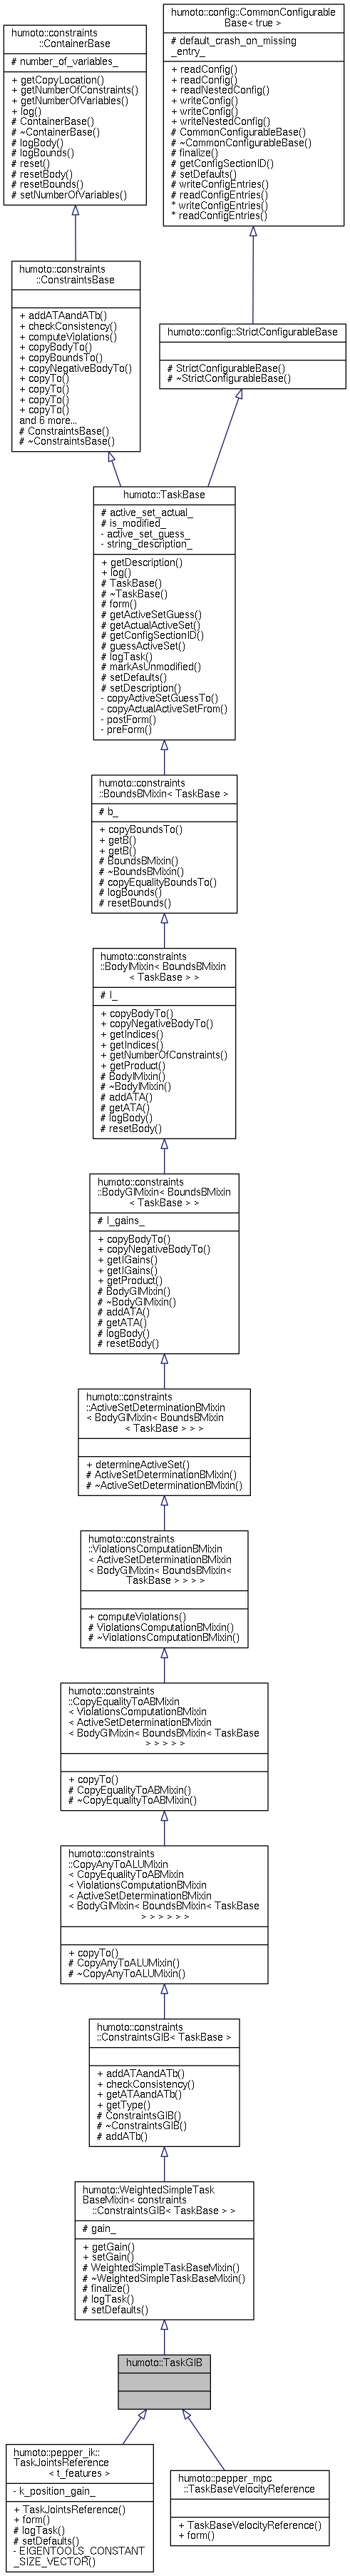 humoto::constraints
::ContainerBase
# number_of_variables_
+ getCopyLocation()
+ getNumberOfConstraints()
+ getNumberOfVariables()
+ log()
# ContainerBase()
# ~ContainerBase()
# logBody()
# logBounds()
# reset()
# resetBody()
# resetBounds()
# setNumberOfVariables()
humoto::config::CommonConfigurable
Base< true >
# default_crash_on_missing
_entry_
+ readConfig()
+ readConfig()
+ readNestedConfig()
+ writeConfig()
+ writeConfig()
+ writeNestedConfig()
# CommonConfigurableBase()
# ~CommonConfigurableBase()
# finalize()
# getConfigSectionID()
# setDefaults()
# writeConfigEntries()
# readConfigEntries()
* writeConfigEntries()
* readConfigEntries()
humoto::constraints
::ConstraintsBase
+ addATAandATb()
+ checkConsistency()
+ computeViolations()
+ copyBodyTo()
+ copyBoundsTo()
+ copyNegativeBodyTo()
+ copyTo()
+ copyTo()
+ copyTo()
+ copyTo()
and 6 more...
# ConstraintsBase()
# ~ConstraintsBase()
humoto::config::StrictConfigurableBase
# StrictConfigurableBase()
# ~StrictConfigurableBase()
humoto::TaskBase
# active_set_actual_
# is_modified_
- active_set_guess_
- string_description_
+ getDescription()
+ log()
# TaskBase()
# ~TaskBase()
# form()
# getActiveSetGuess()
# getActualActiveSet()
# getConfigSectionID()
# guessActiveSet()
# logTask()
# markAsUnmodified()
# setDefaults()
# setDescription()
- copyActiveSetGuessTo()
- copyActualActiveSetFrom()
- postForm()
- preForm()
humoto::constraints
::BoundsBMixin< TaskBase >
# b_
+ copyBoundsTo()
+ getB()
+ getB()
# BoundsBMixin()
# ~BoundsBMixin()
# copyEqualityBoundsTo()
# logBounds()
# resetBounds()
humoto::constraints
::BodyIMixin< BoundsBMixin
< TaskBase > >
# I_
+ copyBodyTo()
+ copyNegativeBodyTo()
+ getIndices()
+ getIndices()
+ getNumberOfConstraints()
+ getProduct()
# BodyIMixin()
# ~BodyIMixin()
# addATA()
# getATA()
# logBody()
# resetBody()
humoto::constraints
::BodyGIMixin< BoundsBMixin
< TaskBase > >
# I_gains_
+ copyBodyTo()
+ copyNegativeBodyTo()
+ getIGains()
+ getIGains()
+ getProduct()
# BodyGIMixin()
# ~BodyGIMixin()
# addATA()
# getATA()
# logBody()
# resetBody()
humoto::constraints
::ActiveSetDeterminationBMixin
< BodyGIMixin< BoundsBMixin
< TaskBase > > >
+ determineActiveSet()
# ActiveSetDeterminationBMixin()
# ~ActiveSetDeterminationBMixin()
humoto::constraints
::ViolationsComputationBMixin
< ActiveSetDeterminationBMixin
< BodyGIMixin< BoundsBMixin<
TaskBase > > > >
+ computeViolations()
# ViolationsComputationBMixin()
# ~ViolationsComputationBMixin()
humoto::constraints
::CopyEqualityToABMixin
< ViolationsComputationBMixin
< ActiveSetDeterminationBMixin
< BodyGIMixin< BoundsBMixin< TaskBase
> > > > >
+ copyTo()
# CopyEqualityToABMixin()
# ~CopyEqualityToABMixin()
humoto::constraints
::CopyAnyToALUMixin
< CopyEqualityToABMixin
< ViolationsComputationBMixin
< ActiveSetDeterminationBMixin
< BodyGIMixin< BoundsBMixin< TaskBase
> > > > > >
+ copyTo()
# CopyAnyToALUMixin()
# ~CopyAnyToALUMixin()
humoto::constraints
::ConstraintsGIB< TaskBase >
+ addATAandATb()
+ checkConsistency()
+ getATAandATb()
+ getType()
# ConstraintsGIB()
# ~ConstraintsGIB()
# addATb()
humoto::WeightedSimpleTask
BaseMixin< constraints
::ConstraintsGIB< TaskBase > >
# gain_
+ getGain()
+ setGain()
# WeightedSimpleTaskBaseMixin()
# ~WeightedSimpleTaskBaseMixin()
# finalize()
# logTask()
# setDefaults()
humoto::TaskGIB
humoto::pepper_ik::
TaskJointsReference
< t_features >
- k_position_gain_
+ TaskJointsReference()
+ form()
# logTask()
# setDefaults()
- EIGENTOOLS_CONSTANT
_SIZE_VECTOR()
humoto::pepper_mpc
::TaskBaseVelocityReference
+ TaskBaseVelocityReference()
+ form()